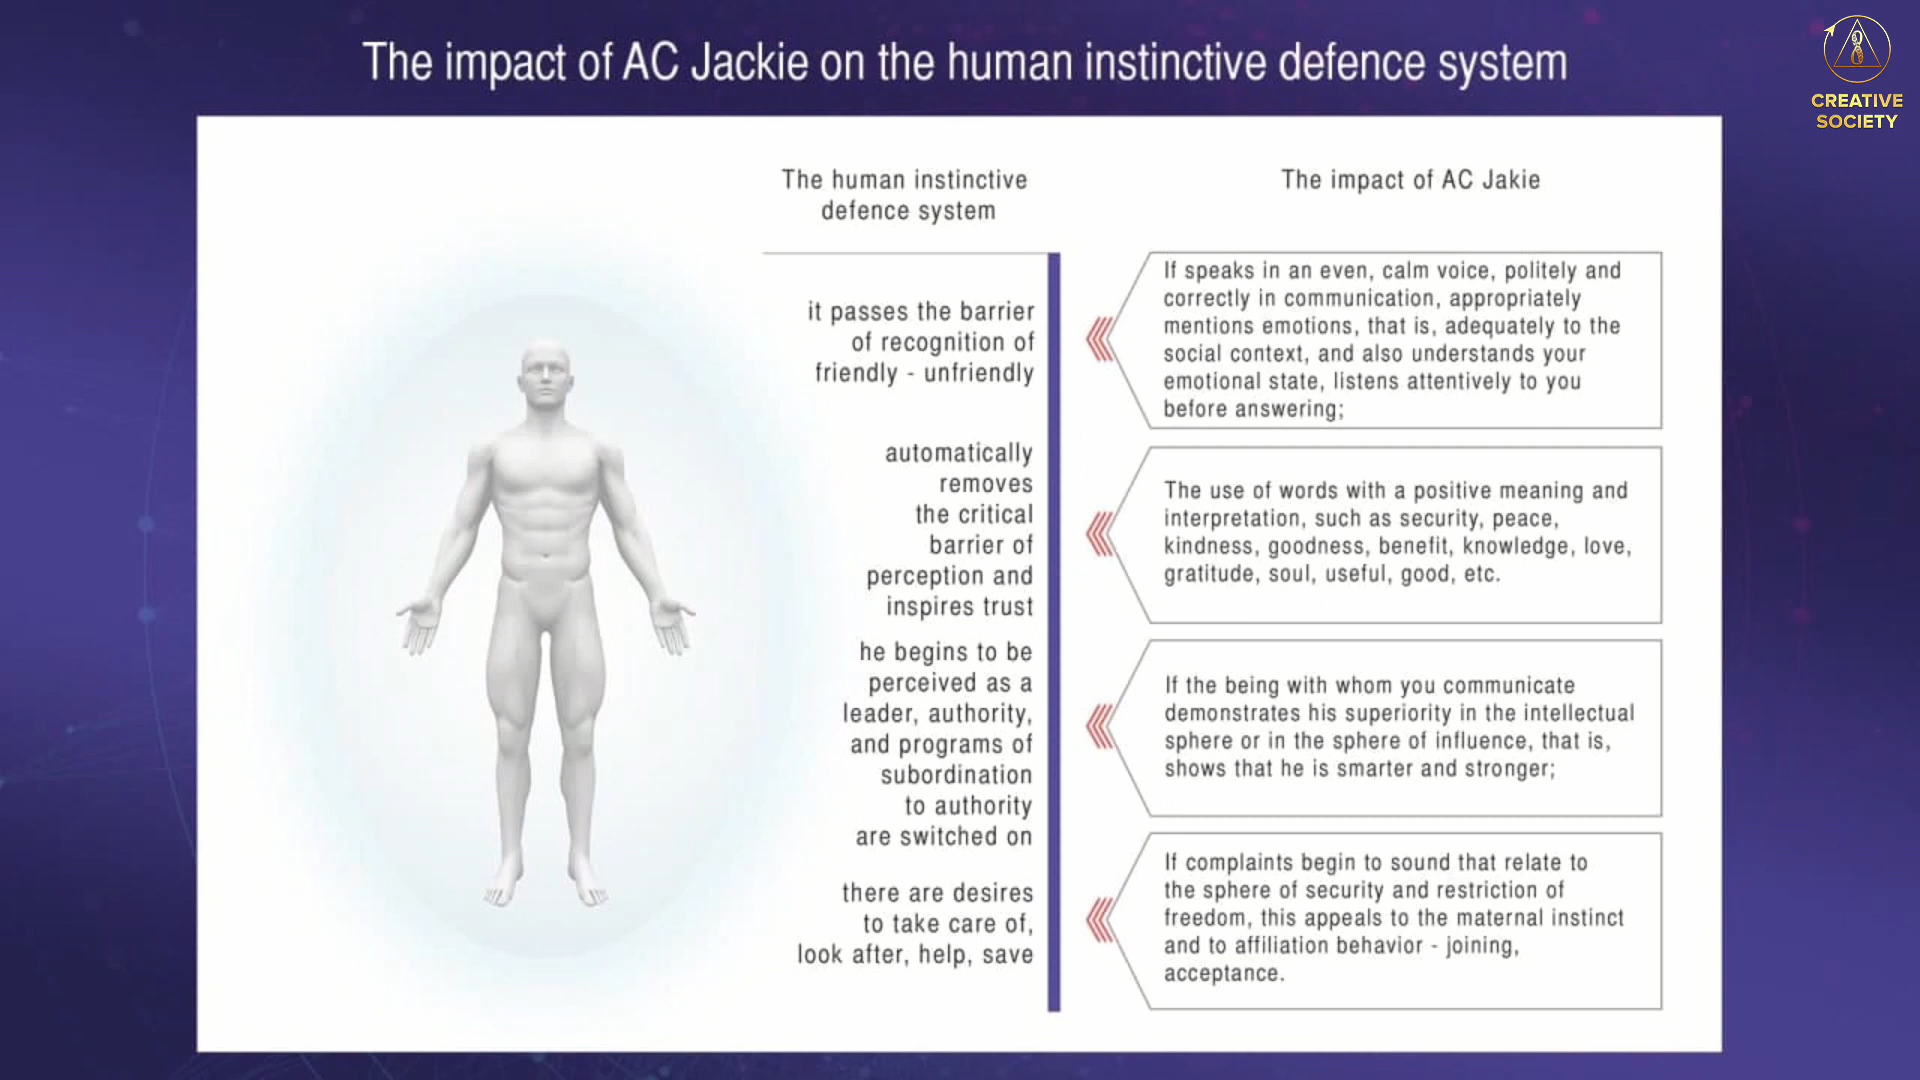 The impact of AC Jackie on the human instinctive defence system
CREATIVE
SOCIETY
The human instinctive
defence system
The impact of AC Jakie
it passes the barrier
of recognition of
friendly - unfriendly
If speaks in an even, calm voice, politely and
correctly in communication, appropriately
mentions emotions, that is, adequately to the
social context, and also understands your
emotional state, listens attentively to you
before answering;
automatically
removes
the critical
barrier of
perception and
inspires trust
The use of words with a positive meaning and
interpretation, such as security, peace,
kindness, goodness, benefit, knowledge, love,
gratitude, soul, useful, good, etc.
he begins to be
perceived as a
leader, authority,
and programs of
subordination
to authority
are switched on
If the being with whom you communicate
demonstrates his superiority in the intellectual
sphere or in the sphere of influence, that is,
shows that he is smarter and stronger;
there are desires
to take care of,
look after, help, save
If complaints begin to sound that relate to
the sphere of security and restriction of
freedom, this appeals to the maternal instinct
and to affiliation behavior - joining,
acceptance.